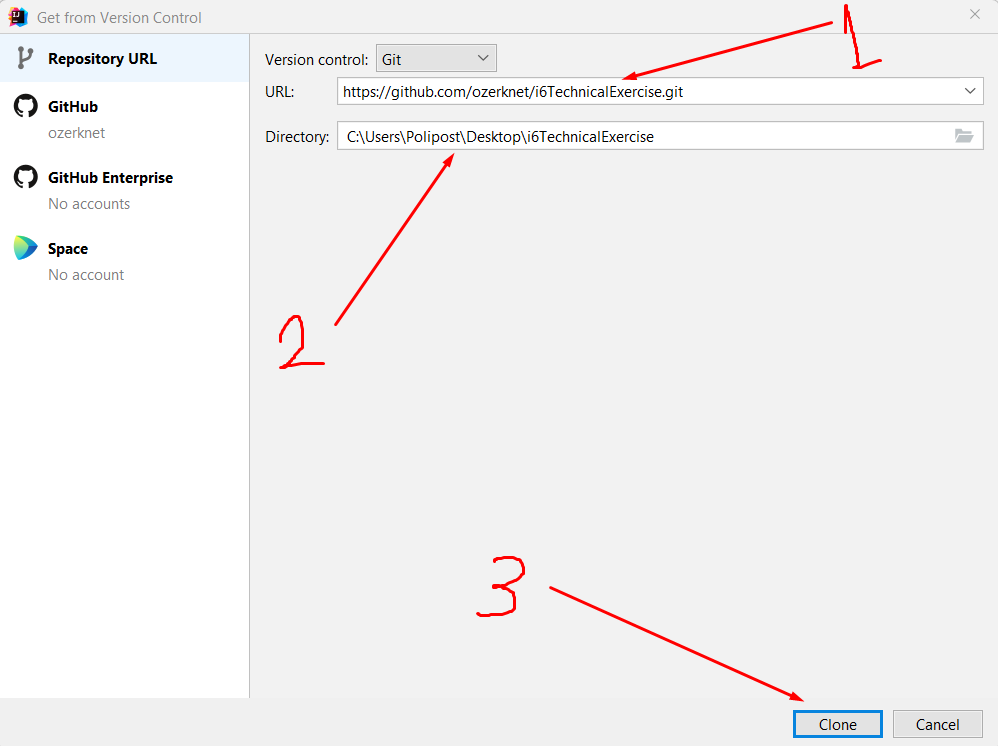 Get from Version Control
Repository URL
GitHub
ozerknet
GitHub Enterprise
No accounts
Space
No account
Version control: Git
URL: https://github.com/ozerknet/i6TechnicalExercise.git
Directory: C:\Users\Polipost\Desktop\i6TechnicalExercise
1
2
3
Clone Cancel